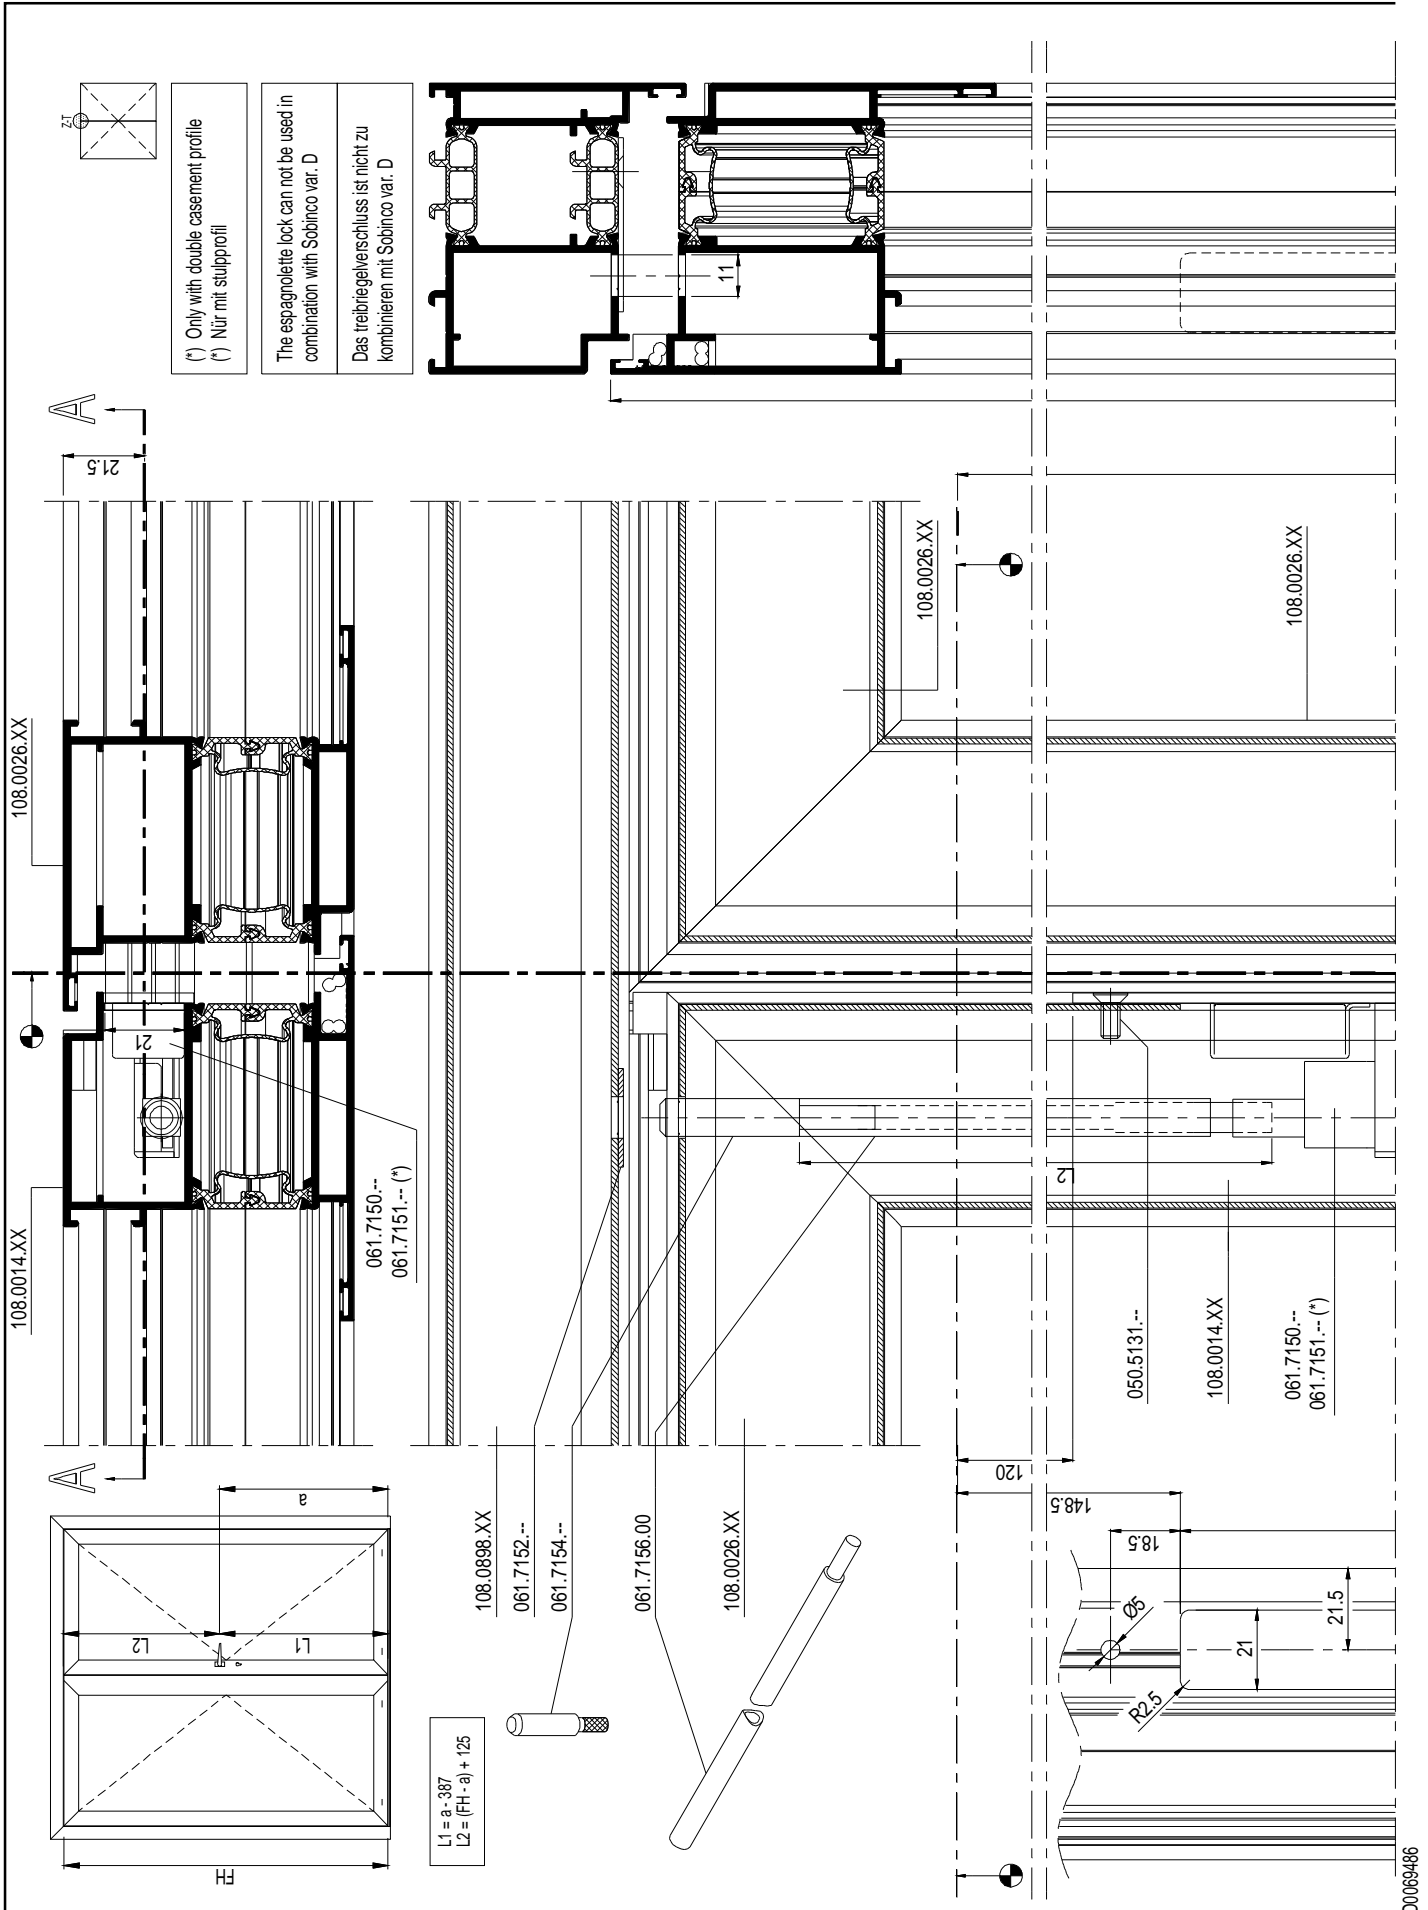 Z-T
(*) Only with double casement profile
(*) Nür mit stulpprofil
The espagnolette lock can not be used in
combination with Sobinco var. D
Das treibriegelverschluss ist nicht zu
kombinieren mit Sobinco var. D
11
A
21.5
A
108.0026.XX
108.0014.XX
21
061.7150.--
061.7151.-- (*)
108.0026.XX
108.0026.XX
L2
050.5131.--
108.0014.XX
061.7150.--
061.7151.-- (*)
108.0898.XX
061.7152.--
061.7154.--
061.7156.00
108.0026.XX
FH
L2
L1
a
L1 = a - 387
L2 = (FH - a) + 125
120
148.5
18.5
Ø5
21.5
21
R2.5
D0069486